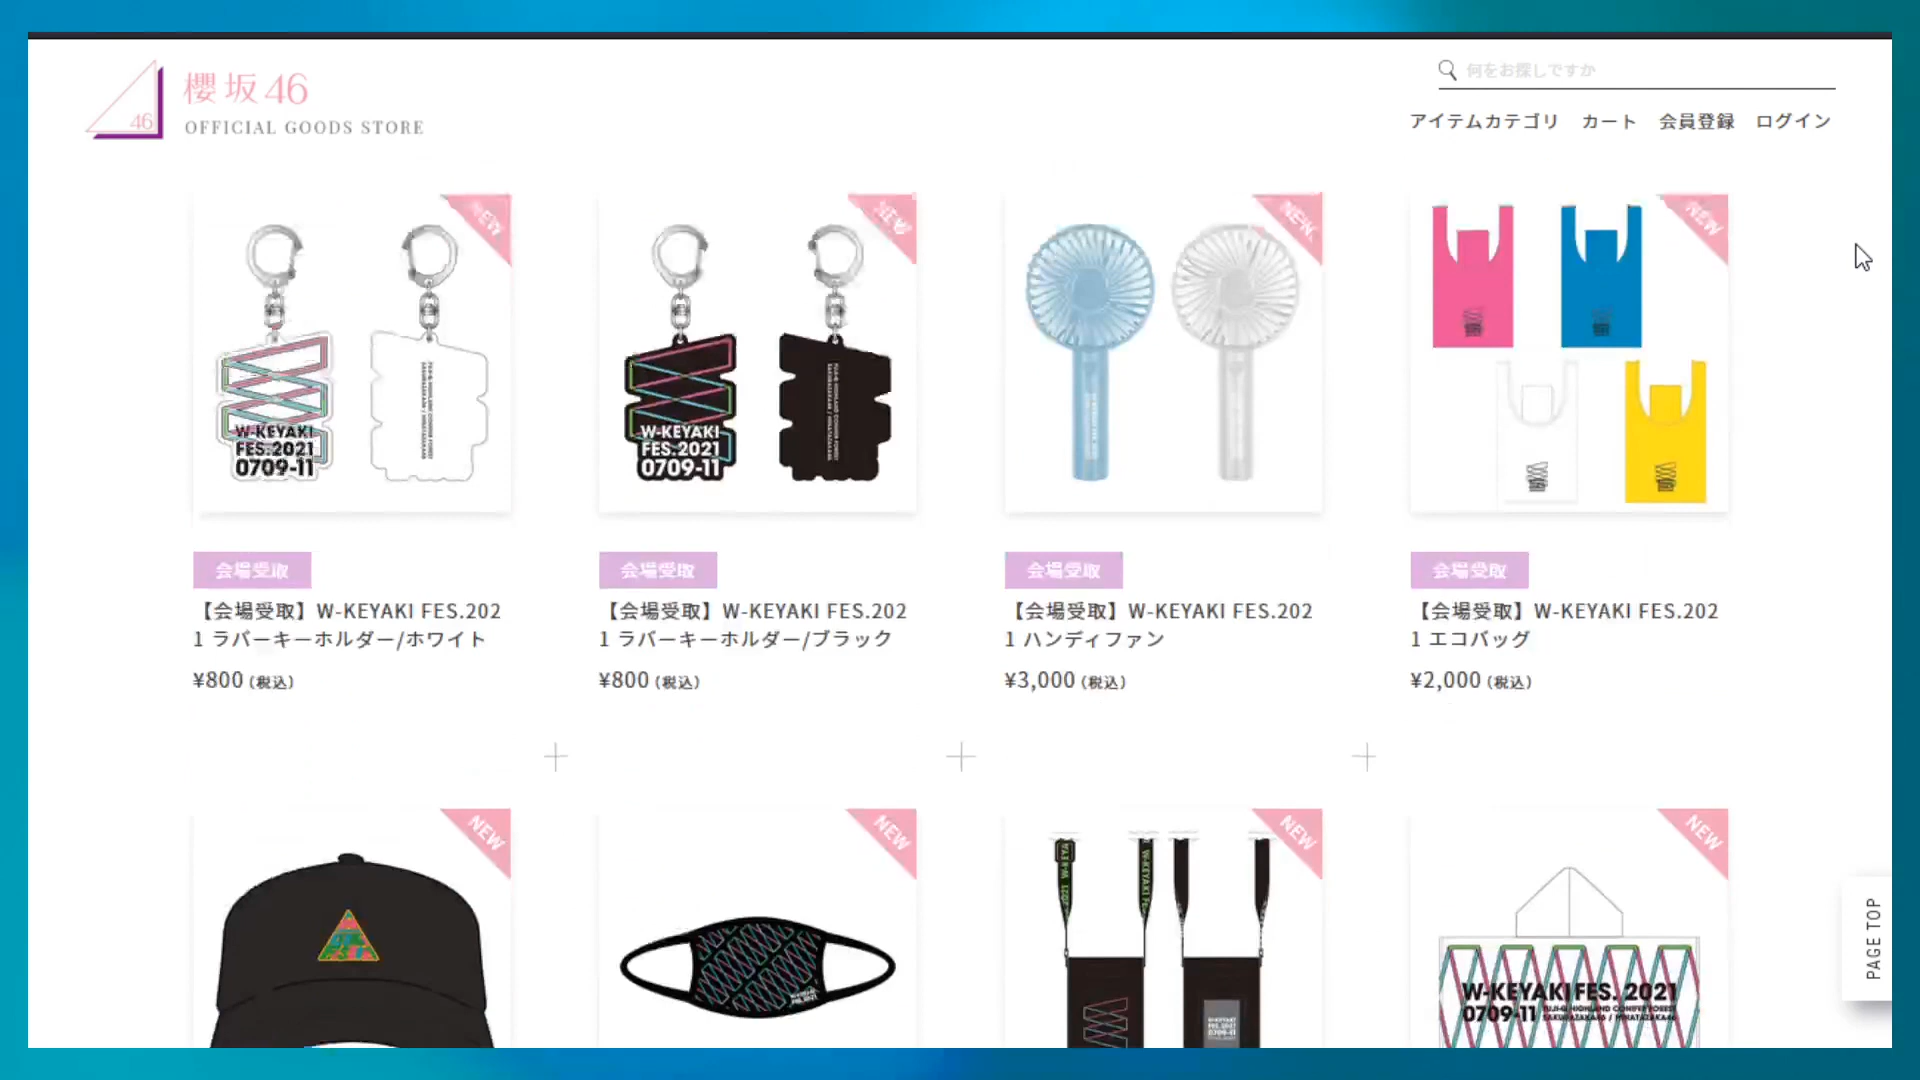 46
櫻坂46
OFFICIAL GOODS STORE
何をお探しですか
アイテムカテゴリ カート 会員登録 ログイン
NEW
NEW
NEW
NEW
W-KEYAKI
FES.2021
0709-11
W-KEYAKI
FES.2021
0709-11
会場受取
会場受取
会場受取
会場受取
【会場受取】W-KEYAKI FES.202
1 ラバーキーホルダー/ホワイト
¥800 (税込)
【会場受取】W-KEYAKI FES.202
1 ラバーキーホルダー/ブラック
¥800 (税込)
【会場受取】W-KEYAKI FES.202
1 ハンディファン
¥3,000 (税込)
【会場受取】W-KEYAKI FES.202
1 エコバッグ
¥2,000 (税込)
NEW
NEW
NEW
NEW
W-KEYAKI FES. 2021
0709-11 FUJI-Q HIGHLAND CONIFER FOREST
SAKURAZAKA46 / HINATAZAKA46
PAGE TOP